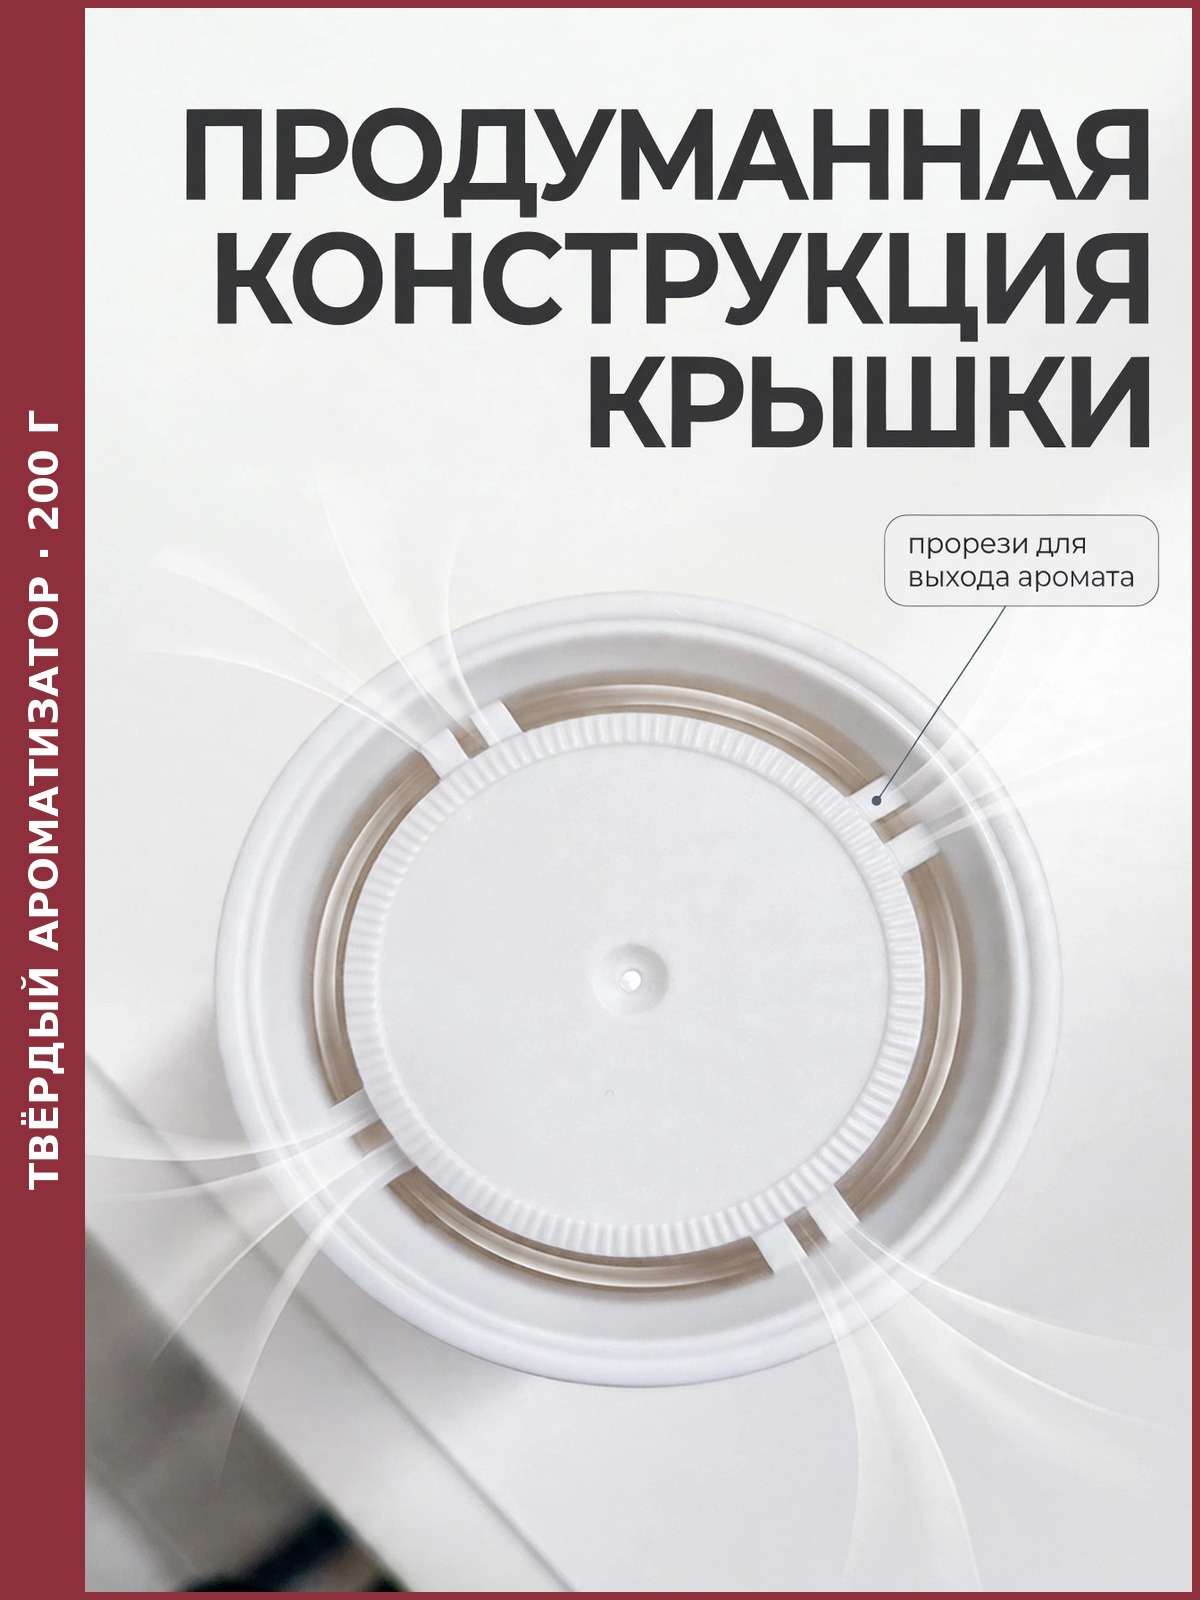 ПРОДУМАННАЯ
КОНСТРУКЦИЯ
КРЫШКИ
прорези для
выхода аромата
ТВЁРДЫЙ АРОМАТИЗАТОР · 200 Г